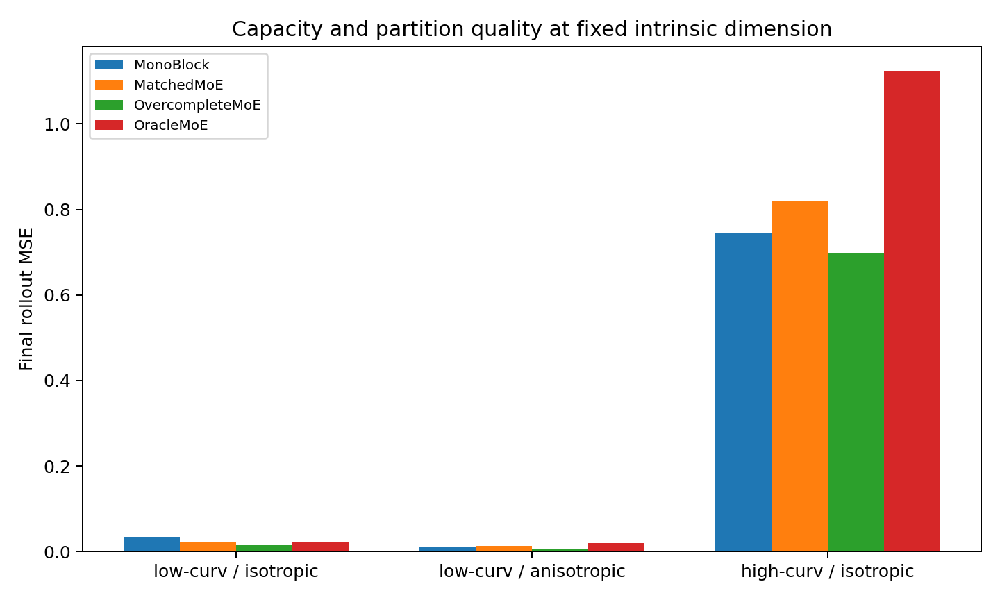 Capacity and partition quality at fixed intrinsic dimension
MonoBlock
MatchedMoE
OvercompleteMoE
OracleMoE
Final rollout MSE
1.0
0.8
0.6
0.4
0.2
0.0
low-curv / isotropic
low-curv / anisotropic
high-curv / isotropic